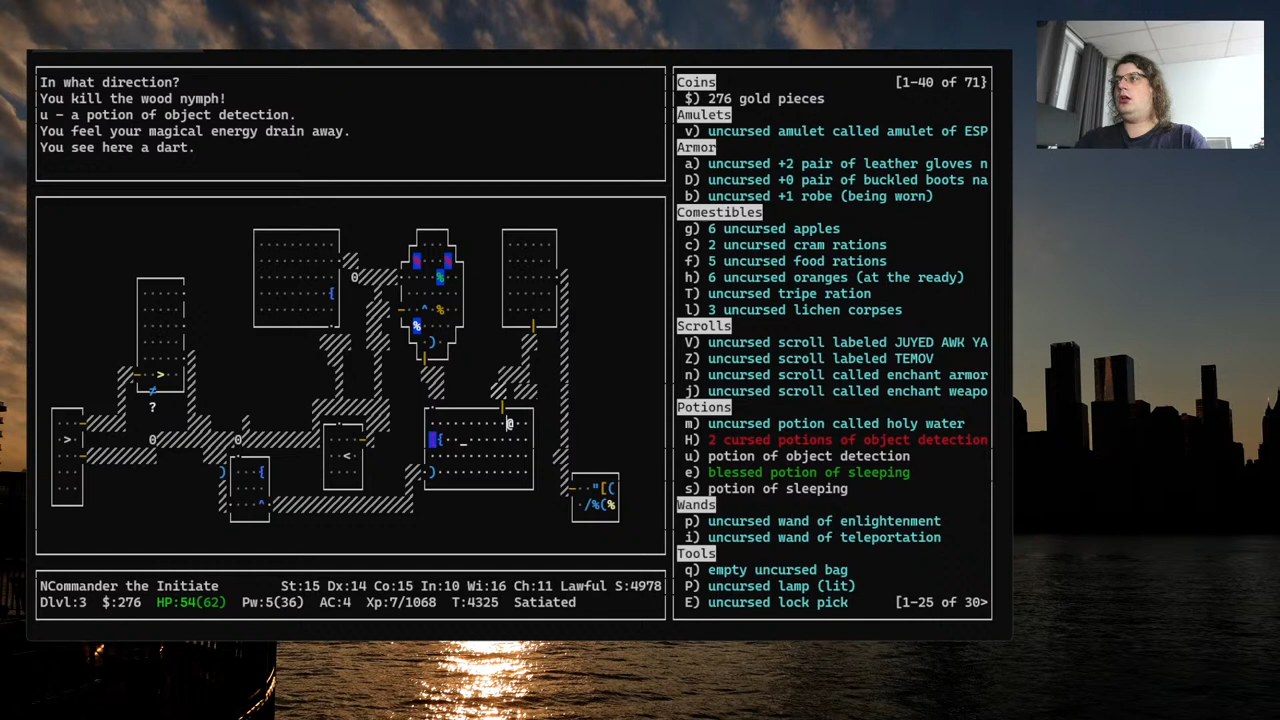 In what direction?
You kill the wood nymph!
u - a potion of object detection.
You feel your magical energy drain away.
You see here a dart.
NCommander the Initiate St:15 Dx:14 Co:15 In:10 Wi:16 Ch:11 Lawful S:4978
Dlvl:3 $:276 HP:54(62) Pw:5(36) AC:4 Xp:7/1068 T:4325 Satiated
Coins [1-40 of 71}
$) 276 gold pieces
Amulets
v) uncursed amulet called amulet of ESP
Armor
a) uncursed +2 pair of leather gloves n
D) uncursed +0 pair of buckled boots na
b) uncursed +1 robe (being worn)
Comestibles
g) 6 uncursed apples
c) 2 uncursed cram rations
f) 5 uncursed food rations
h) 6 uncursed oranges (at the ready)
T) uncursed tripe ration
l) 3 uncursed lichen corpses
Scrolls
V) uncursed scroll labeled JUYED AWK YA
Z) uncursed scroll labeled TEMOV
n) uncursed scroll called enchant armor
j) uncursed scroll called enchant weapo
Potions
m) uncursed potion called holy water
H) 2 cursed potions of object detection
u) potion of object detection
e) blessed potion of sleeping
s) potion of sleeping
Wands
p) uncursed wand of enlightenment
i) uncursed wand of teleportation
Tools
q) empty uncursed bag
P) uncursed lamp (lit)
E) uncursed lock pick [1-25 of 30>